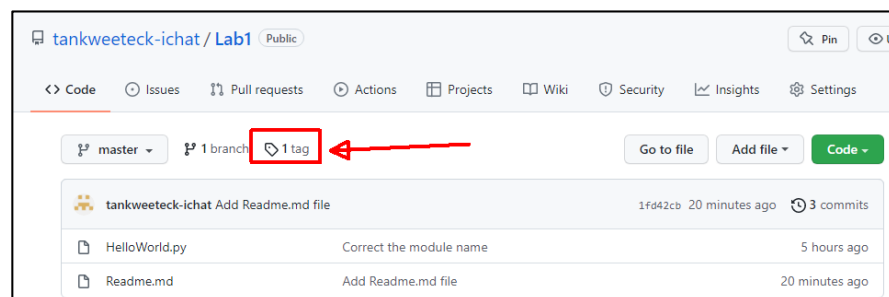 tankweeteck-ichat / Lab1 Public Pin
Code Issues Pull requests Actions Projects Wiki Security Insights Settings
master 1 branch 1 tag Go to file Add file Code
tankweeteck-ichat Add Readme.md file 1fd42cb 20 minutes ago 3 commits
HelloWorld.py Correct the module name 5 hours ago
Readme.md Add Readme.md file 20 minutes ago